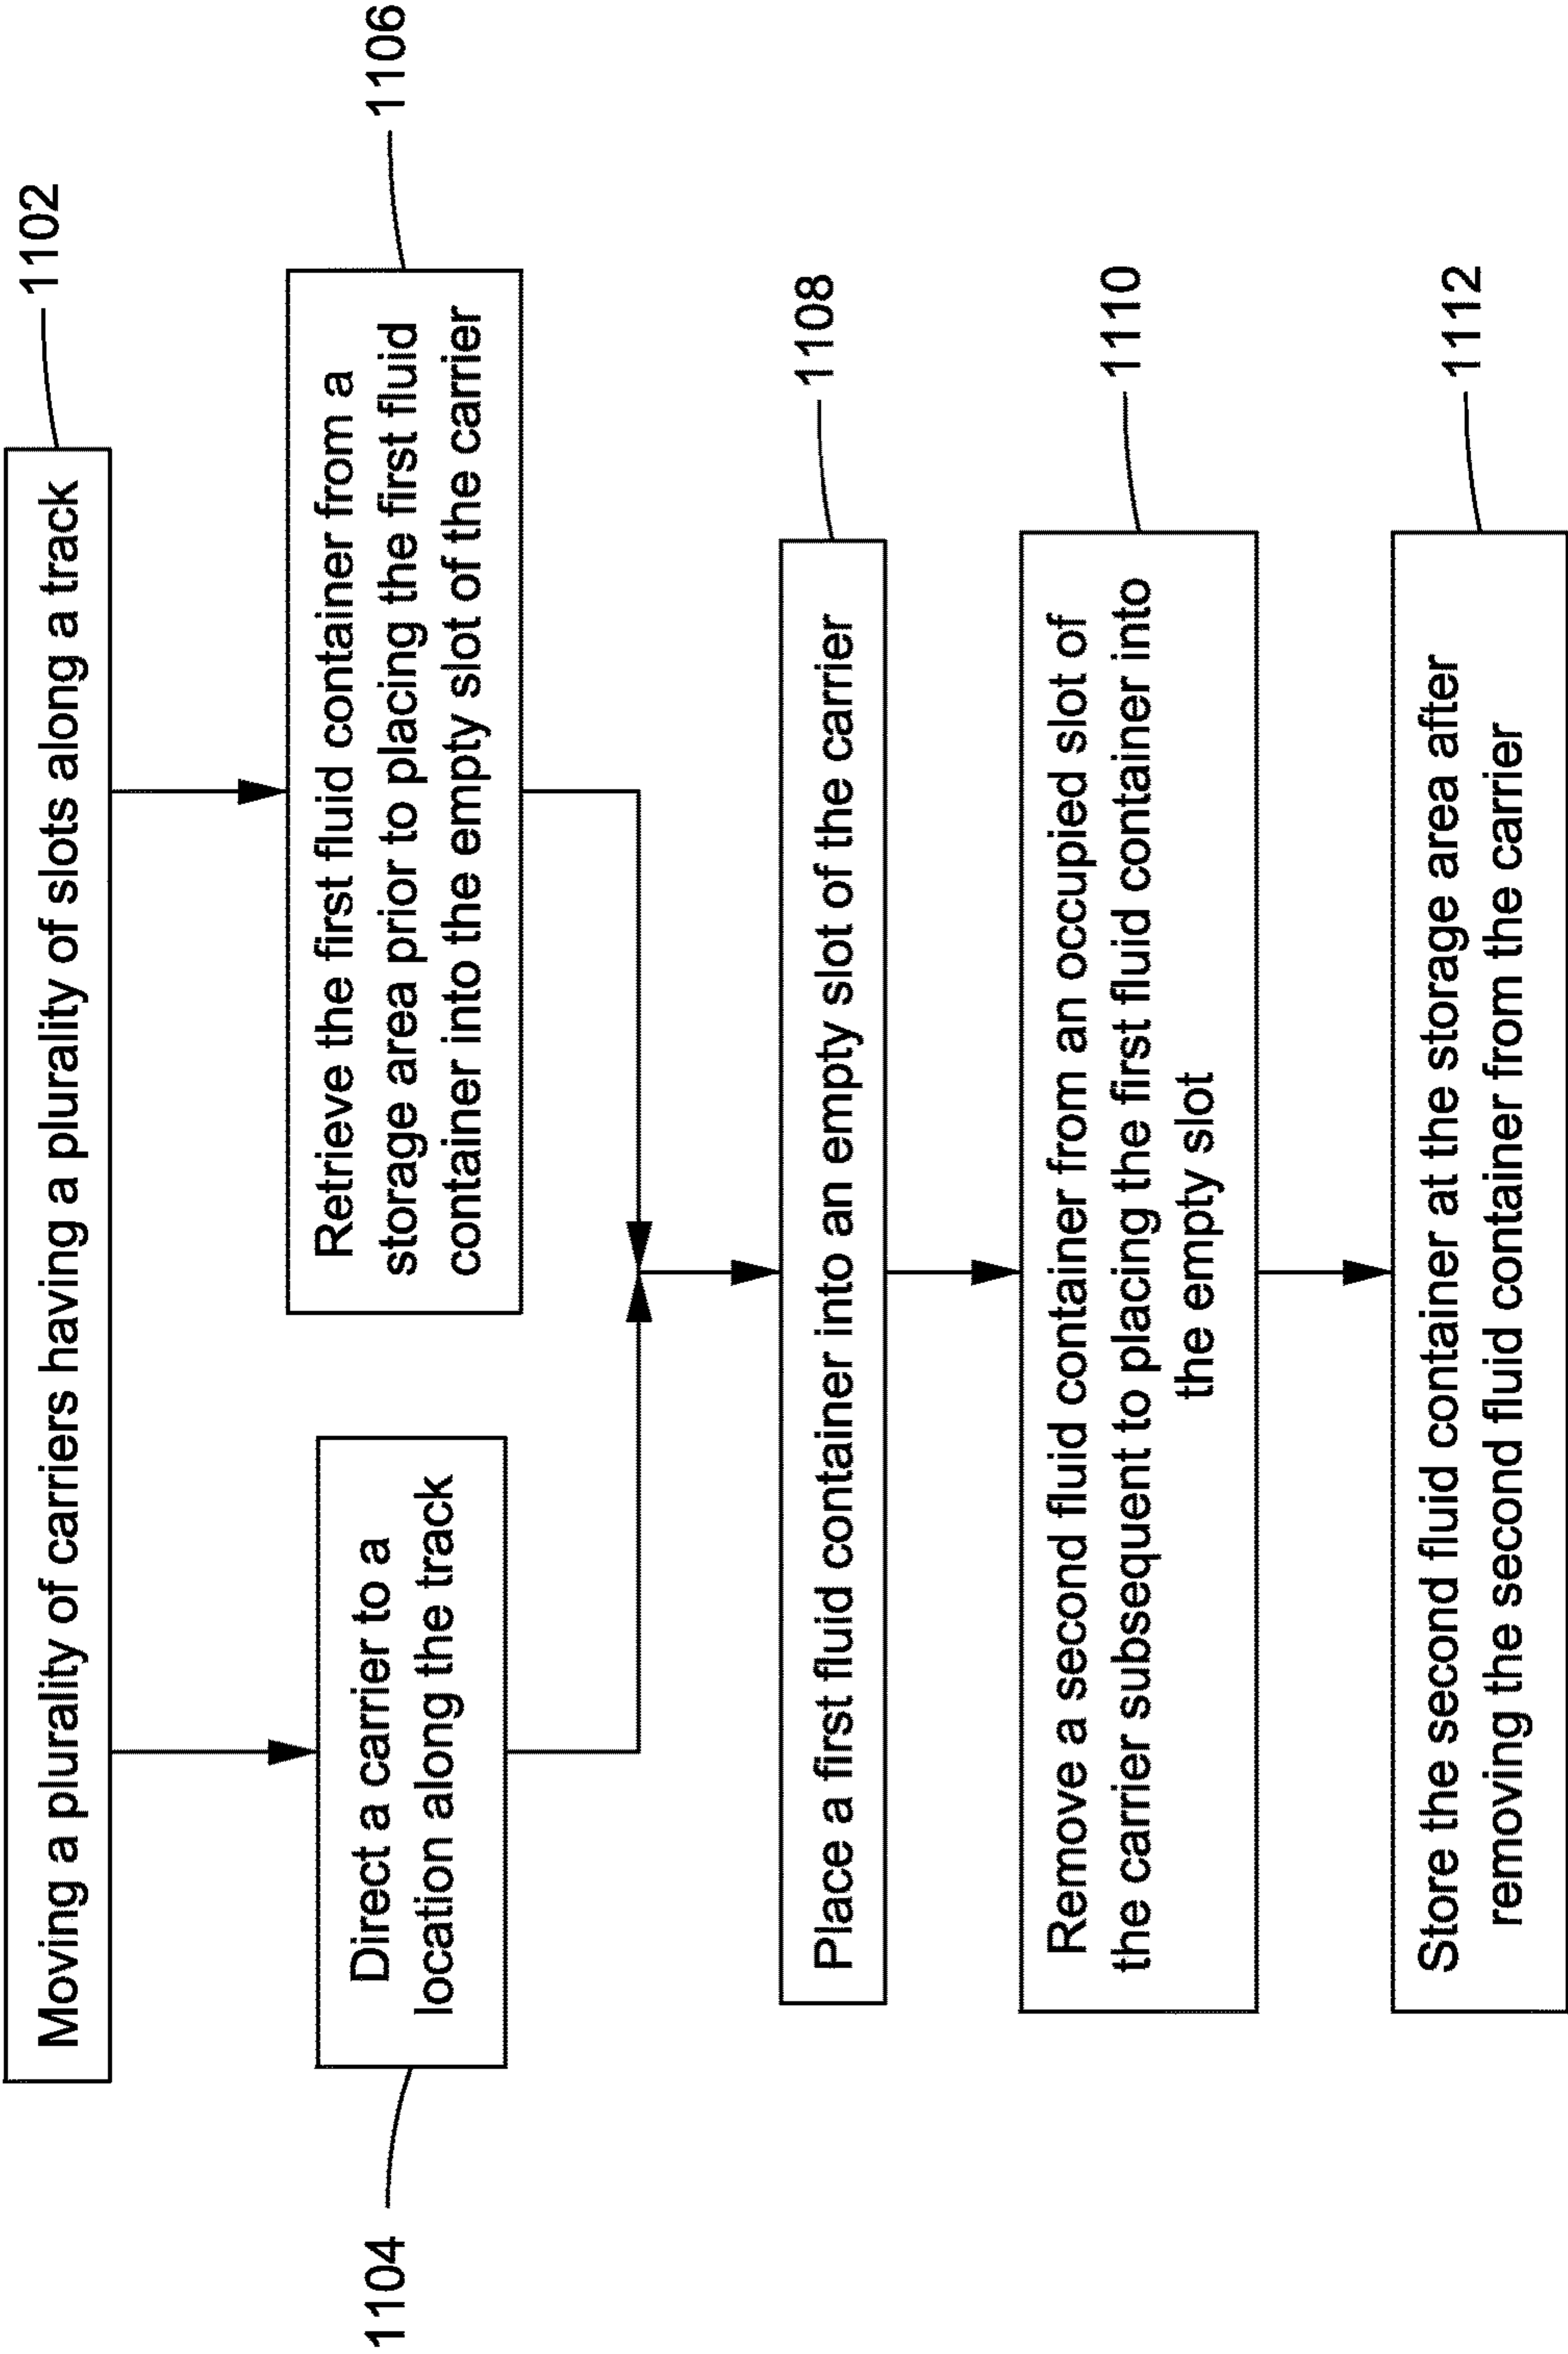 Moving a plurality of carriers having a plurality of slots along a track
1102
Direct a carrier to a
location along the track
1104
Retrieve the first fluid container from a
storage area prior to placing the first fluid
container into the empty slot of the carrier
1106
Place a first fluid container into an empty slot of the carrier
1108
Remove a second fluid container from an occupied slot of
the carrier subsequent to placing the first fluid container into
the empty slot
1110
Store the second fluid container at the storage area after
removing the second fluid container from the carrier
1112